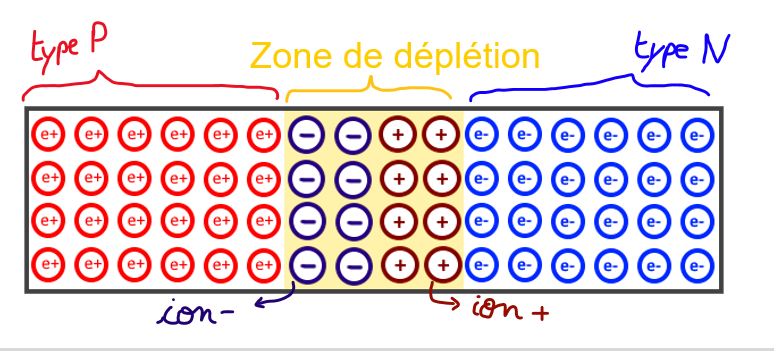 type P
Zone de déplétion
type N
e+ e+ e+ e+ e+ e+ − − + + e- e- e- e- e- e-
e+ e+ e+ e+ e+ e+ − − + + e- e- e- e- e- e-
e+ e+ e+ e+ e+ e+ − − + + e- e- e- e- e- e-
e+ e+ e+ e+ e+ e+ − − + + e- e- e- e- e- e-
ion-
ion +